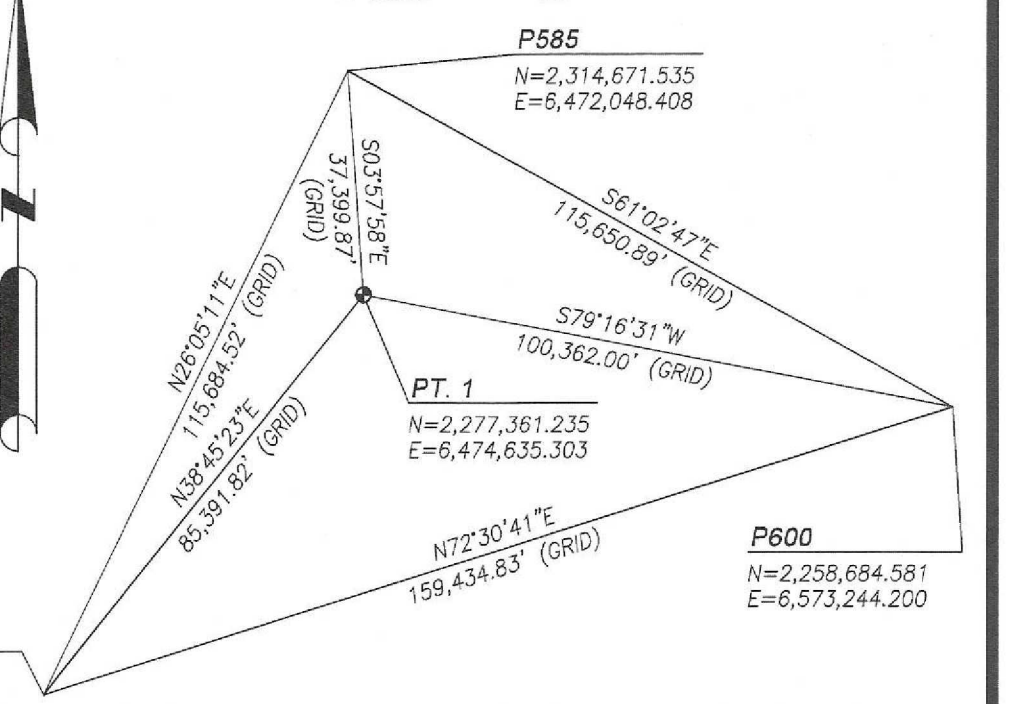 P585
N=2,314,671.535
E=6,472,048.408
S03°57'58"E
37,399.87'
(GRID)
S61°02'47"E
115,650.89' (GRID)
N26°05'11"E
115,684.52' (GRID)
S79°16'31"W
100,362.00' (GRID)
PT. 1
N=2,277,361.235
E=6,474,635.303
N38°45'23"E
85,391.82' (GRID)
N72°30'41"E
159,434.83' (GRID)
P600
N=2,258,684.581
E=6,573,244.200
N